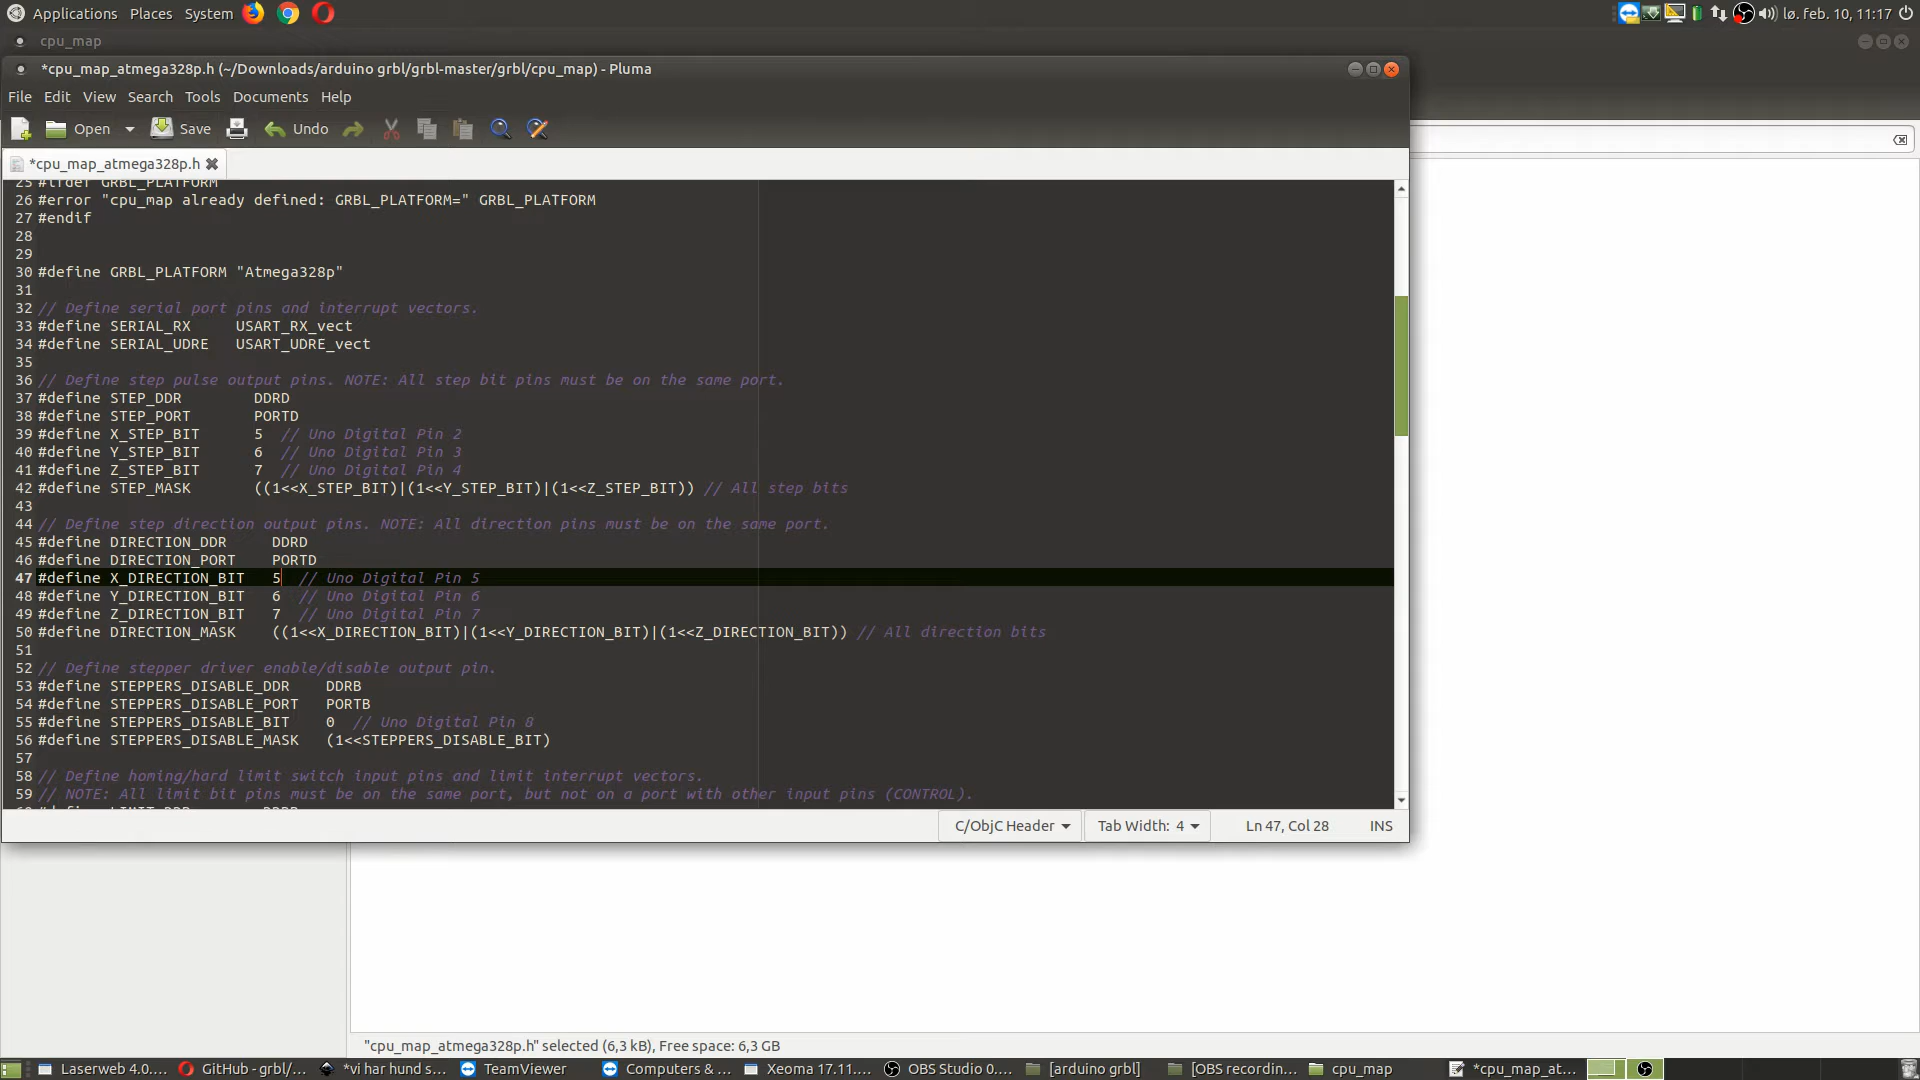 Applications Places System
lø. feb. 10, 11:17
cpu_map
*cpu_map_atmega328p.h (~/Downloads/arduino grbl/grbl-master/grbl/cpu_map) - Pluma
File Edit View Search Tools Documents Help
Open Save Undo
*cpu_map_atmega328p.h
25 #ifdef GRBL_PLATFORM
26 #error "cpu_map already defined: GRBL_PLATFORM=" GRBL_PLATFORM
27 #endif
28
29
30 #define GRBL_PLATFORM "Atmega328p"
31
32 // Define serial port pins and interrupt vectors.
33 #define SERIAL_RX     USART_RX_vect
34 #define SERIAL_UDRE   USART_UDRE_vect
35
36 // Define step pulse output pins. NOTE: All step bit pins must be on the same port.
37 #define STEP_DDR        DDRD
38 #define STEP_PORT       PORTD
39 #define X_STEP_BIT      5  // Uno Digital Pin 2
40 #define Y_STEP_BIT      6  // Uno Digital Pin 3
41 #define Z_STEP_BIT      7  // Uno Digital Pin 4
42 #define STEP_MASK       ((1<<X_STEP_BIT)|(1<<Y_STEP_BIT)|(1<<Z_STEP_BIT)) // All step bits
43
44 // Define step direction output pins. NOTE: All direction pins must be on the same port.
45 #define DIRECTION_DDR     DDRD
46 #define DIRECTION_PORT    PORTD
47 #define X_DIRECTION_BIT   5  // Uno Digital Pin 5
48 #define Y_DIRECTION_BIT   6  // Uno Digital Pin 6
49 #define Z_DIRECTION_BIT   7  // Uno Digital Pin 7
50 #define DIRECTION_MASK    ((1<<X_DIRECTION_BIT)|(1<<Y_DIRECTION_BIT)|(1<<Z_DIRECTION_BIT)) // All direction bits
51
52 // Define stepper driver enable/disable output pin.
53 #define STEPPERS_DISABLE_DDR    DDRB
54 #define STEPPERS_DISABLE_PORT   PORTB
55 #define STEPPERS_DISABLE_BIT    0  // Uno Digital Pin 8
56 #define STEPPERS_DISABLE_MASK   (1<<STEPPERS_DISABLE_BIT)
57
58 // Define homing/hard limit switch input pins and limit interrupt vectors.
59 // NOTE: All limit bit pins must be on the same port, but not on a port with other input pins (CONTROL).
C/ObjC Header Tab Width: 4 Ln 47, Col 28 INS
"cpu_map_atmega328p.h" selected (6,3 kB), Free space: 6,3 GB
Laserweb 4.0.... GitHub - grbl/... *vi har hund s... TeamViewer Computers & ... Xeoma 17.11.... OBS Studio 0.... [arduino grbl] [OBS recordin... cpu_map *cpu_map_at...